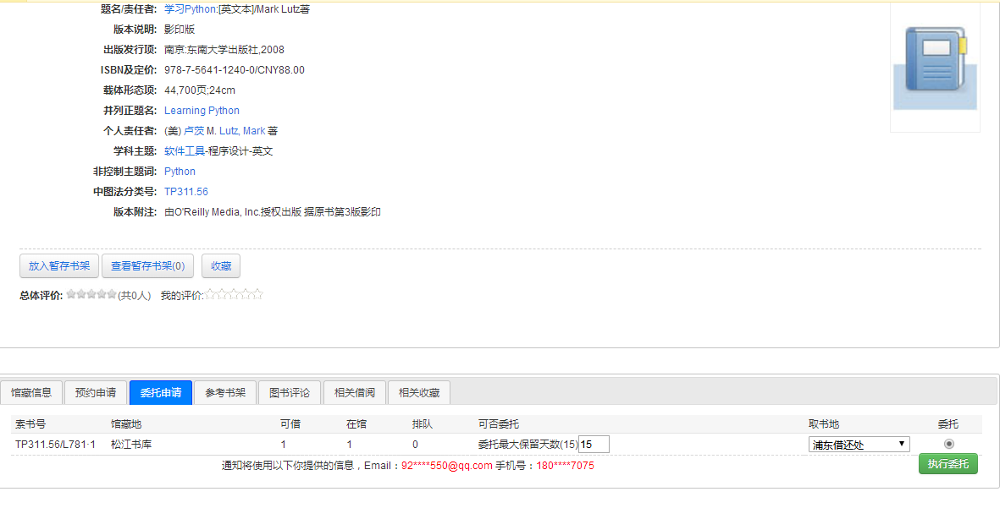 题名/责任者: 学习Python:[英文本]/Mark Lutz著
版本说明: 影印版
出版发行项: 南京:东南大学出版社,2008
ISBN及定价: 978-7-5641-1240-0/CNY88.00
载体形态项: 44,700页;24cm
并列正题名: Learning Python
个人责任者: (美) 卢茨 M. Lutz, Mark 著
学科主题: 软件工具-程序设计-英文
非控制主题词: Python
中图法分类号: TP311.56
版本附注: 由O'Reilly Media, Inc.授权出版 据原书第3版影印
放入暂存书架 查看暂存书架(0) 收藏
总体评价: (共0人) 我的评价:
馆藏信息 预约申请 委托申请 参考书架 图书评论 相关借阅 相关收藏
索书号 馆藏地 可借 在馆 排队 可否委托 取书地 委托
TP311.56/L781·1 松江书库 1 1 0 委托最大保留天数(15) 15 浦东借还处
通知将使用以下你提供的信息，Email：92****550@qq.com 手机号：180****7075 执行委托